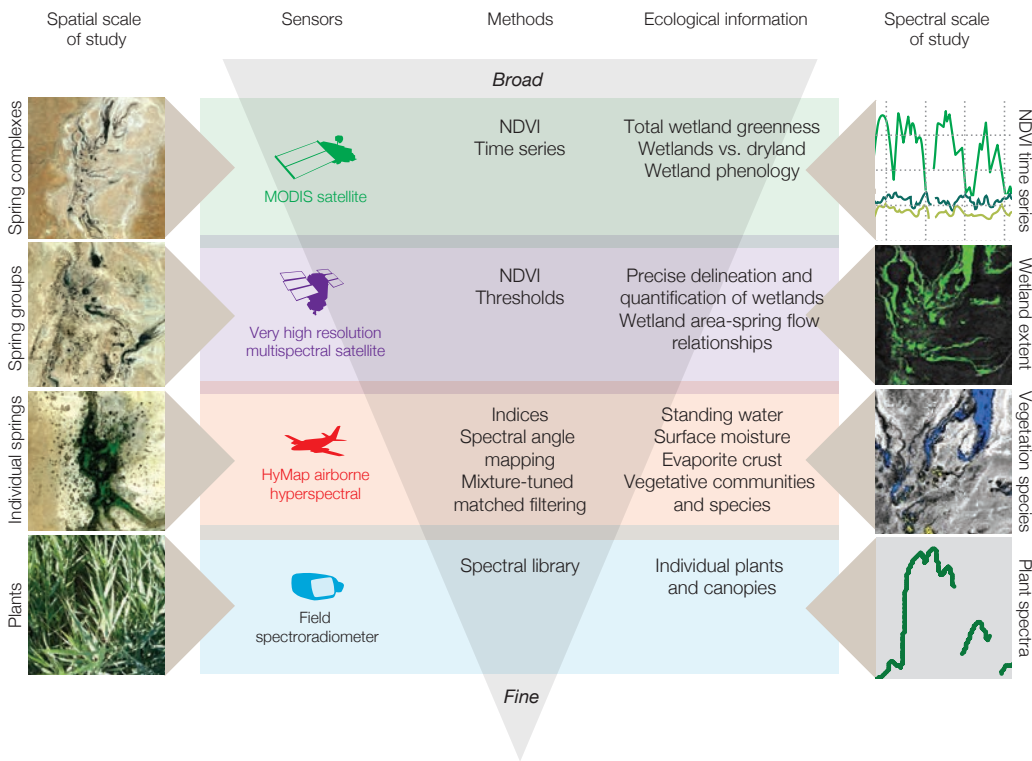 Spatial scale
of study
Sensors
Methods
Ecological information
Spectral scale
of study
Broad
Spring complexes
MODIS satellite
NDVI
Time series
Total wetland greenness
Wetlands vs. dryland
Wetland phenology
NDVI time series
Spring groups
Very high resolution
multispectral satellite
NDVI
Thresholds
Precise delineation and
quantification of wetlands
Wetland area-spring flow
relationships
Wetland extent
Individual springs
HyMap airborne
hyperspectral
Indices
Spectral angle
mapping
Mixture-tuned
matched filtering
Standing water
Surface moisture
Evaporite crust
Vegetative communities
and species
Vegetation species
Plants
Field
spectroradiometer
Spectral library
Individual plants
and canopies
Plant spectra
Fine